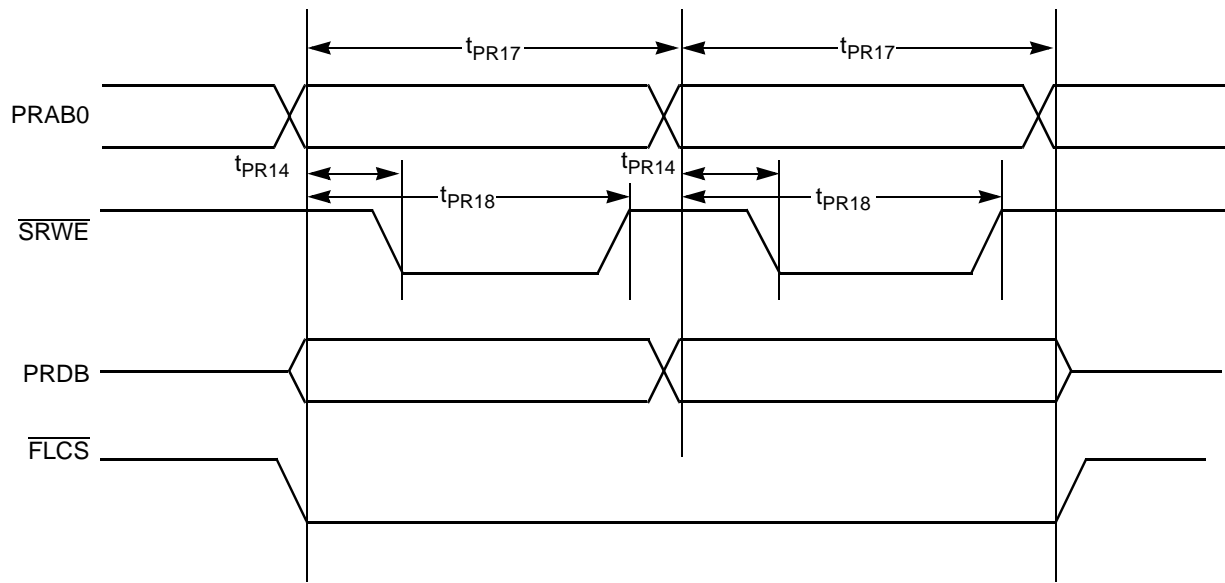 tPR17 tPR17
PRAB0
tPR14 tPR14
tPR18 tPR18
SRWE
PRDB
FLCS